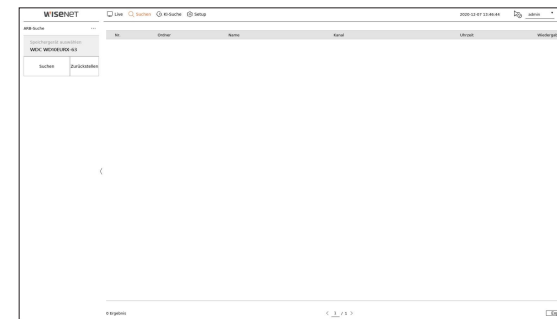 WISENET
Live Suchen KI-Suche Setup 2020-12-07 13:46:44 admin
ARB-Suche ...
Nr. Ordner Name Kanal Uhrzeit
Speichergerät auswählen
WDC WD10EURX-63
Suchen Zurückstellen
0 Ergebnis 1 / 1